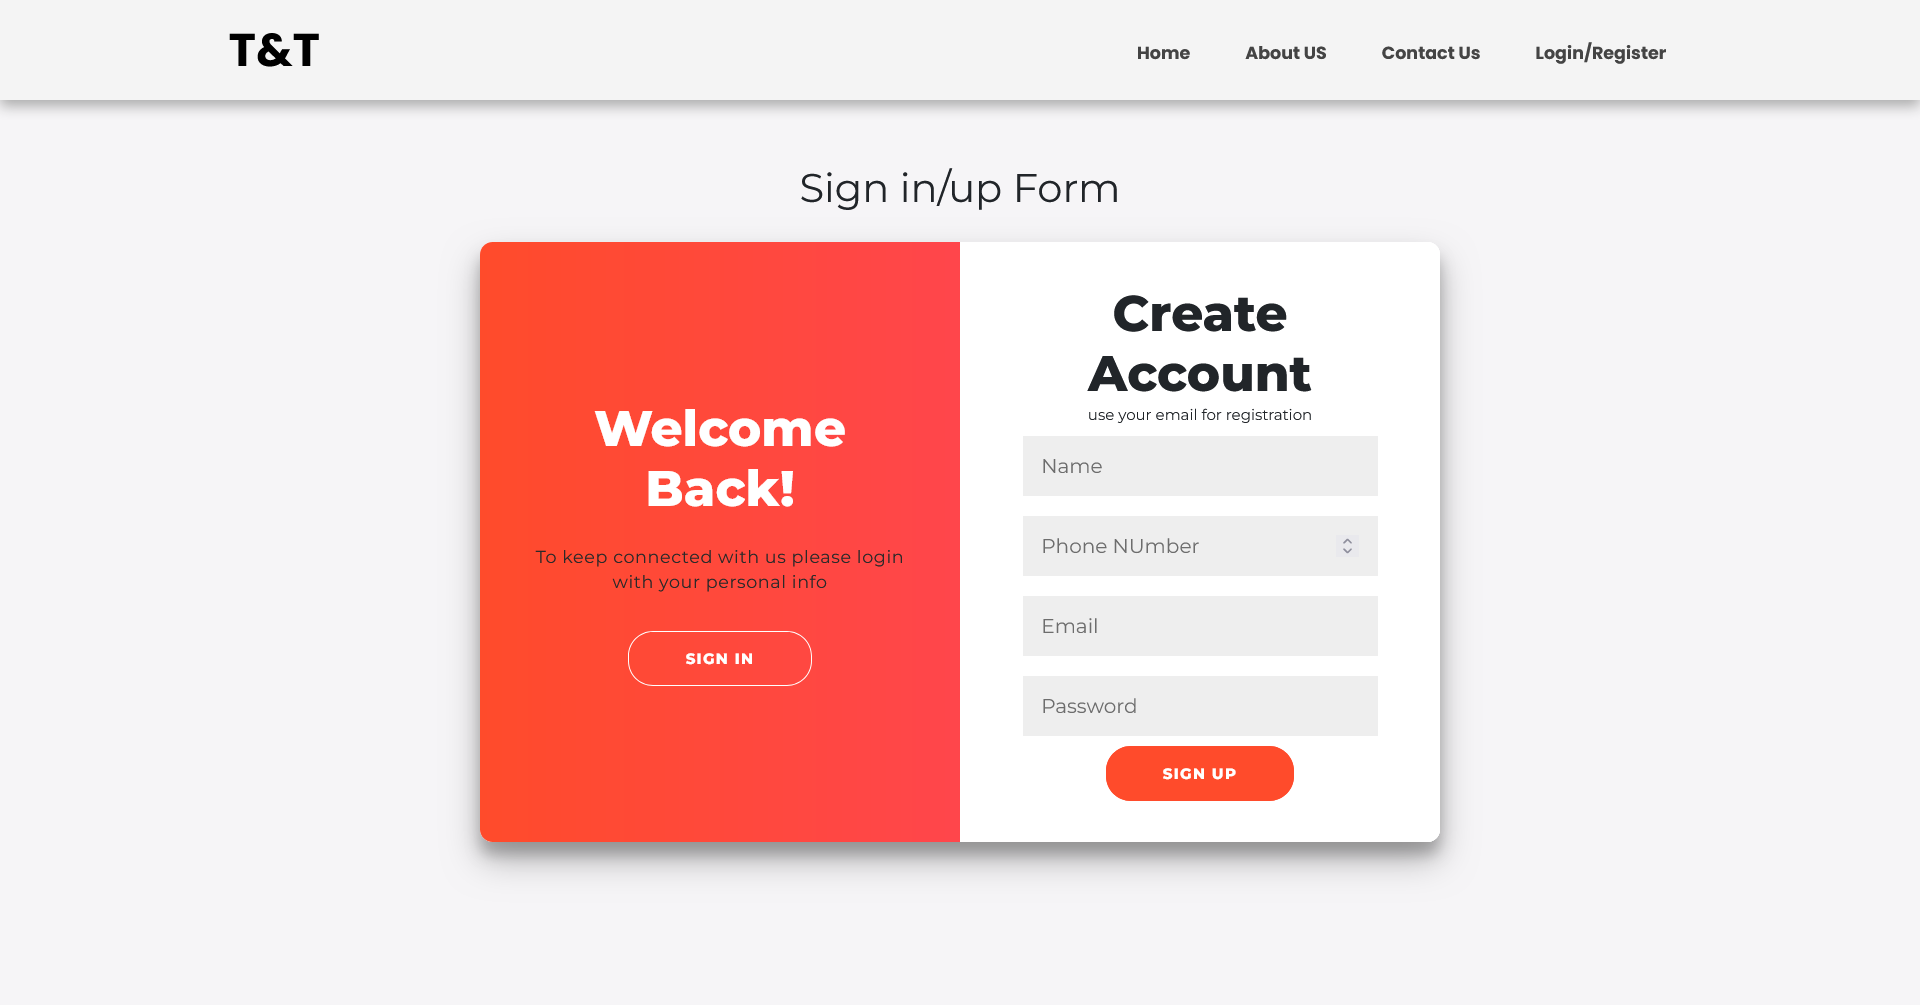 T&T
Home
About US
Contact Us
Login/Register
Sign in/up Form
Welcome
Back!
To keep connected with us please login
with your personal info
SIGN IN
Create
Account
use your email for registration
Name
Phone NUmber
Email
Password
SIGN UP